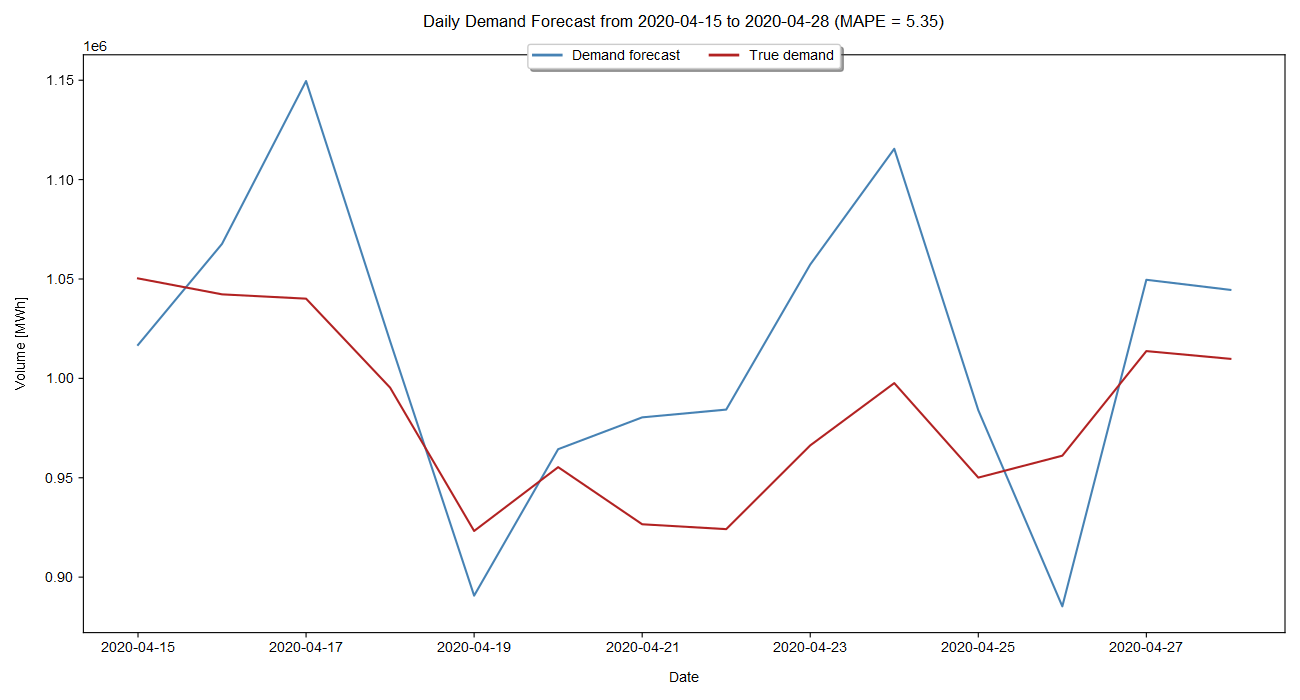 Daily Demand Forecast from 2020-04-15 to 2020-04-28 (MAPE = 5.35)
1e6
Demand forecast
True demand
1.15
1.10
1.05
1.00
0.95
0.90
Volume [MWh]
2020-04-15
2020-04-17
2020-04-19
2020-04-21
2020-04-23
2020-04-25
2020-04-27
Date